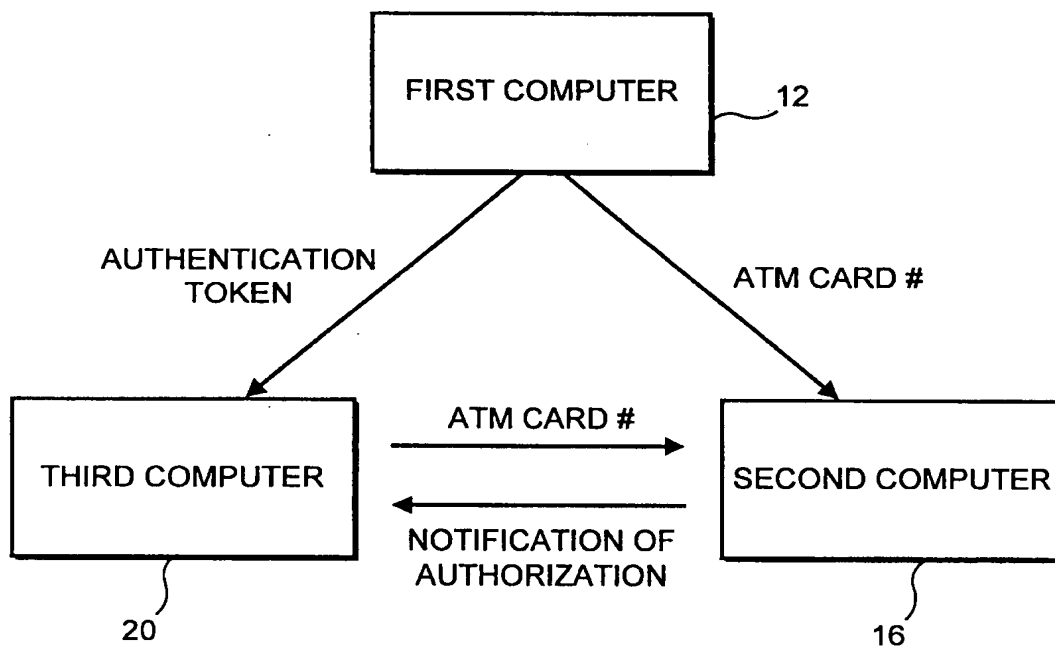 FIRST COMPUTER
12
AUTHENTICATION
TOKEN
ATM CARD #
ATM CARD #
THIRD COMPUTER
SECOND COMPUTER
NOTIFICATION OF
AUTHORIZATION
20
16